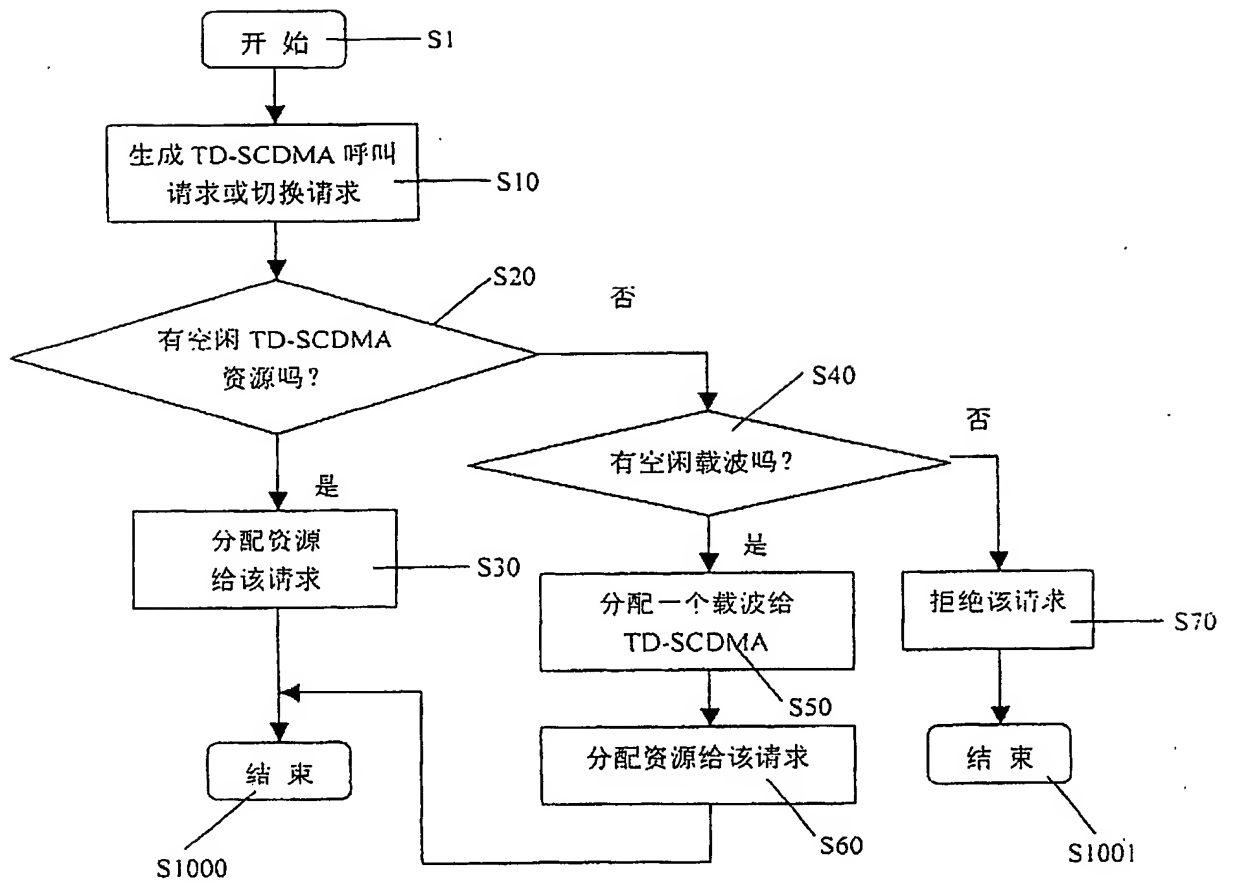 开 始
S1
生成 TD-SCDMA 呼叫
请求或切换请求
S10
S20
否
有空闲 TD-SCDMA
资源吗?
S40
否
有空闲载波吗?
是
分配资源
给该请求
S30
是
分配一个载波给
TD-SCDMA
S50
拒绝该请求
S70
结 束
S1000
分配资源给该请求
S60
结 束
S1001